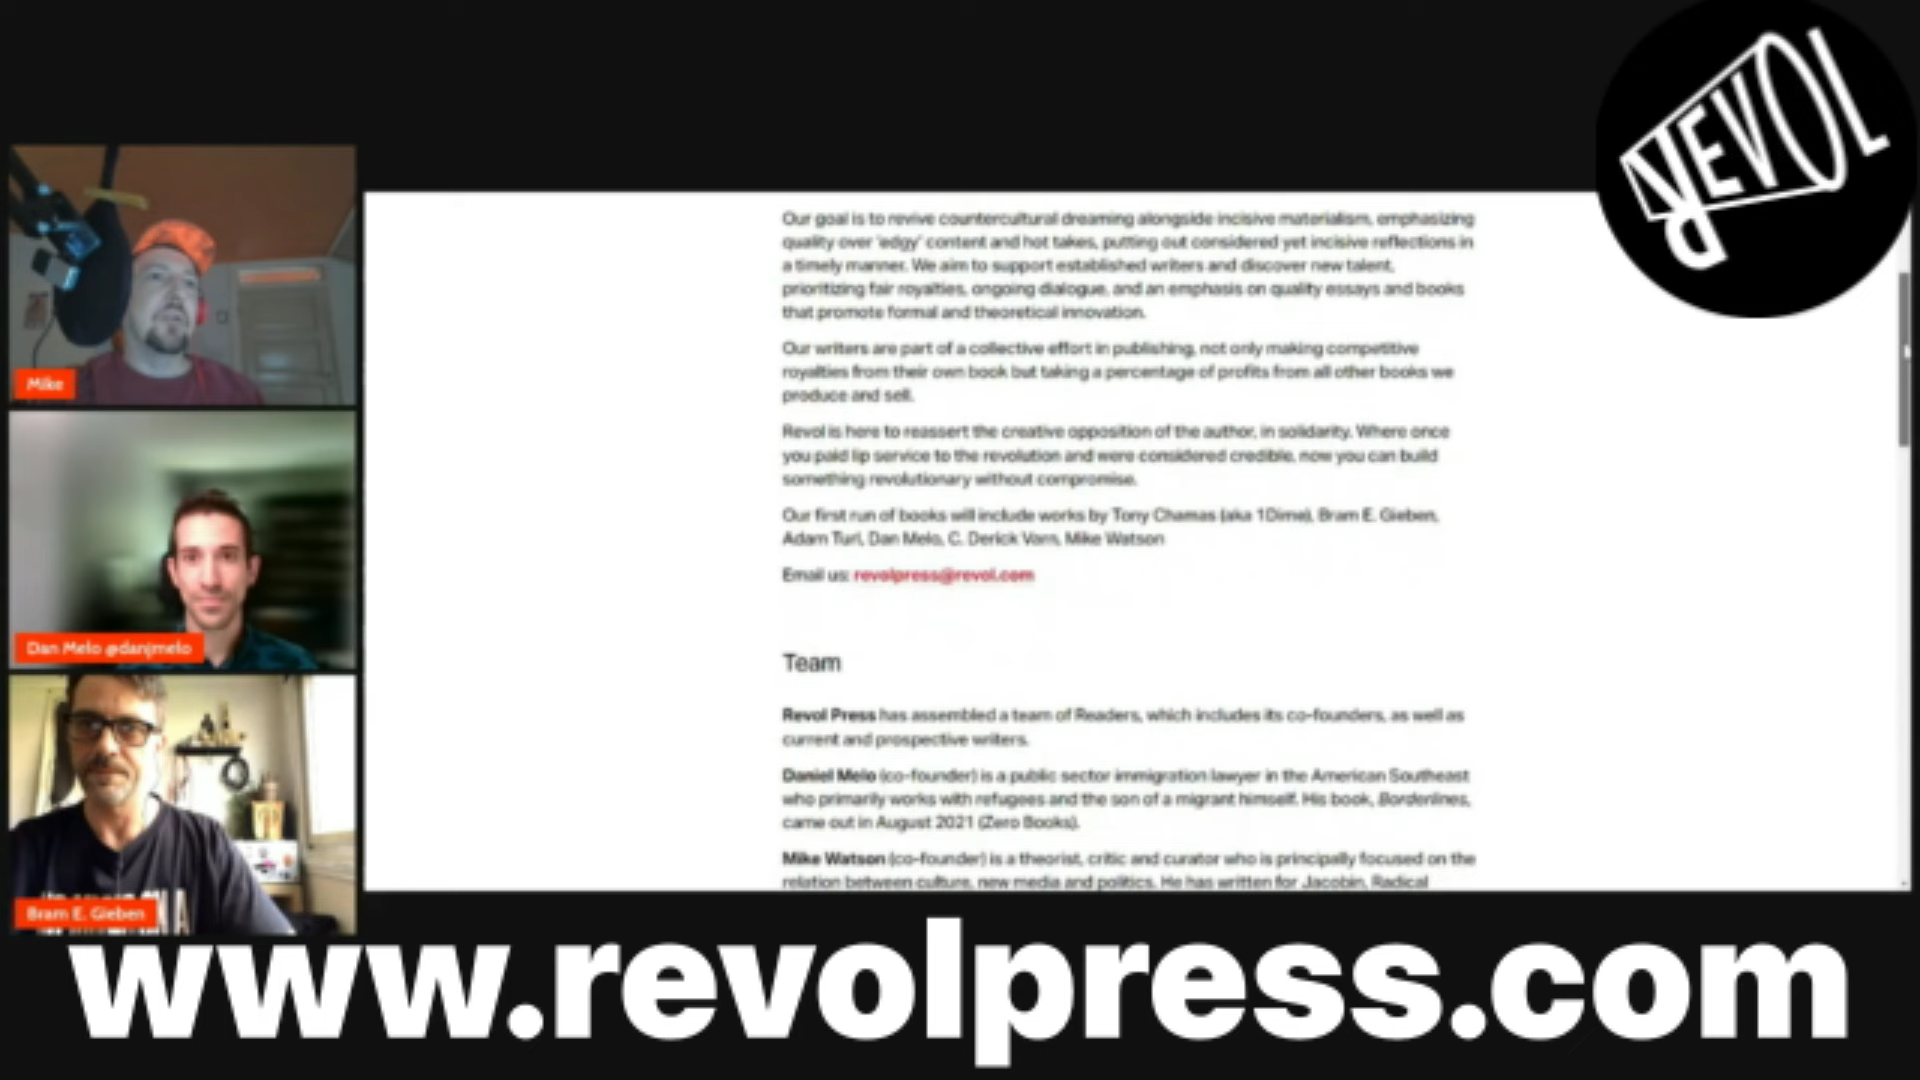 REVOL
Our goal is to revive countercultural dreaming alongside incisive materialism, emphasizing
quality over 'edgy' content and hot takes, putting out considered yet incisive reflections in
a timely manner. We aim to support established writers and discover new talent,
prioritizing fair royalties, ongoing dialogue, and an emphasis on quality essays and books
that promote formal and theoretical innovation.
Our writers are part of a collective effort in publishing, not only making competitive
royalties from their own book but taking a percentage of profits from all other books we
produce and sell.
Revol is here to reassert the creative opposition of the author, in solidarity. Where once
you paid lip service to the revolution and were considered credible, now you can build
something revolutionary without compromise.
Our first run of books will include works by Tony Chamas (aka 1Dime), Bram E. Gieben,
Adam Turl, Dan Melo, C. Derick Varn, Mike Watson
Email us: revolpress@revol.com
Team
Revol Press has assembled a team of Readers, which includes its co-founders, as well as
current and prospective writers.
Daniel Melo (co-founder) is a public sector immigration lawyer in the American Southeast
who primarily works with refugees and the son of a migrant himself. His book, Borderlines,
came out in August 2021 (Zero Books).
Mike Watson (co-founder) is a theorist, critic and curator who is principally focused on the
relation between culture, new media and politics. He has written for Jacobin, Radical
Mike
Dan Melo @danjmelo
Bram E. Gieben
www.revolpress.com